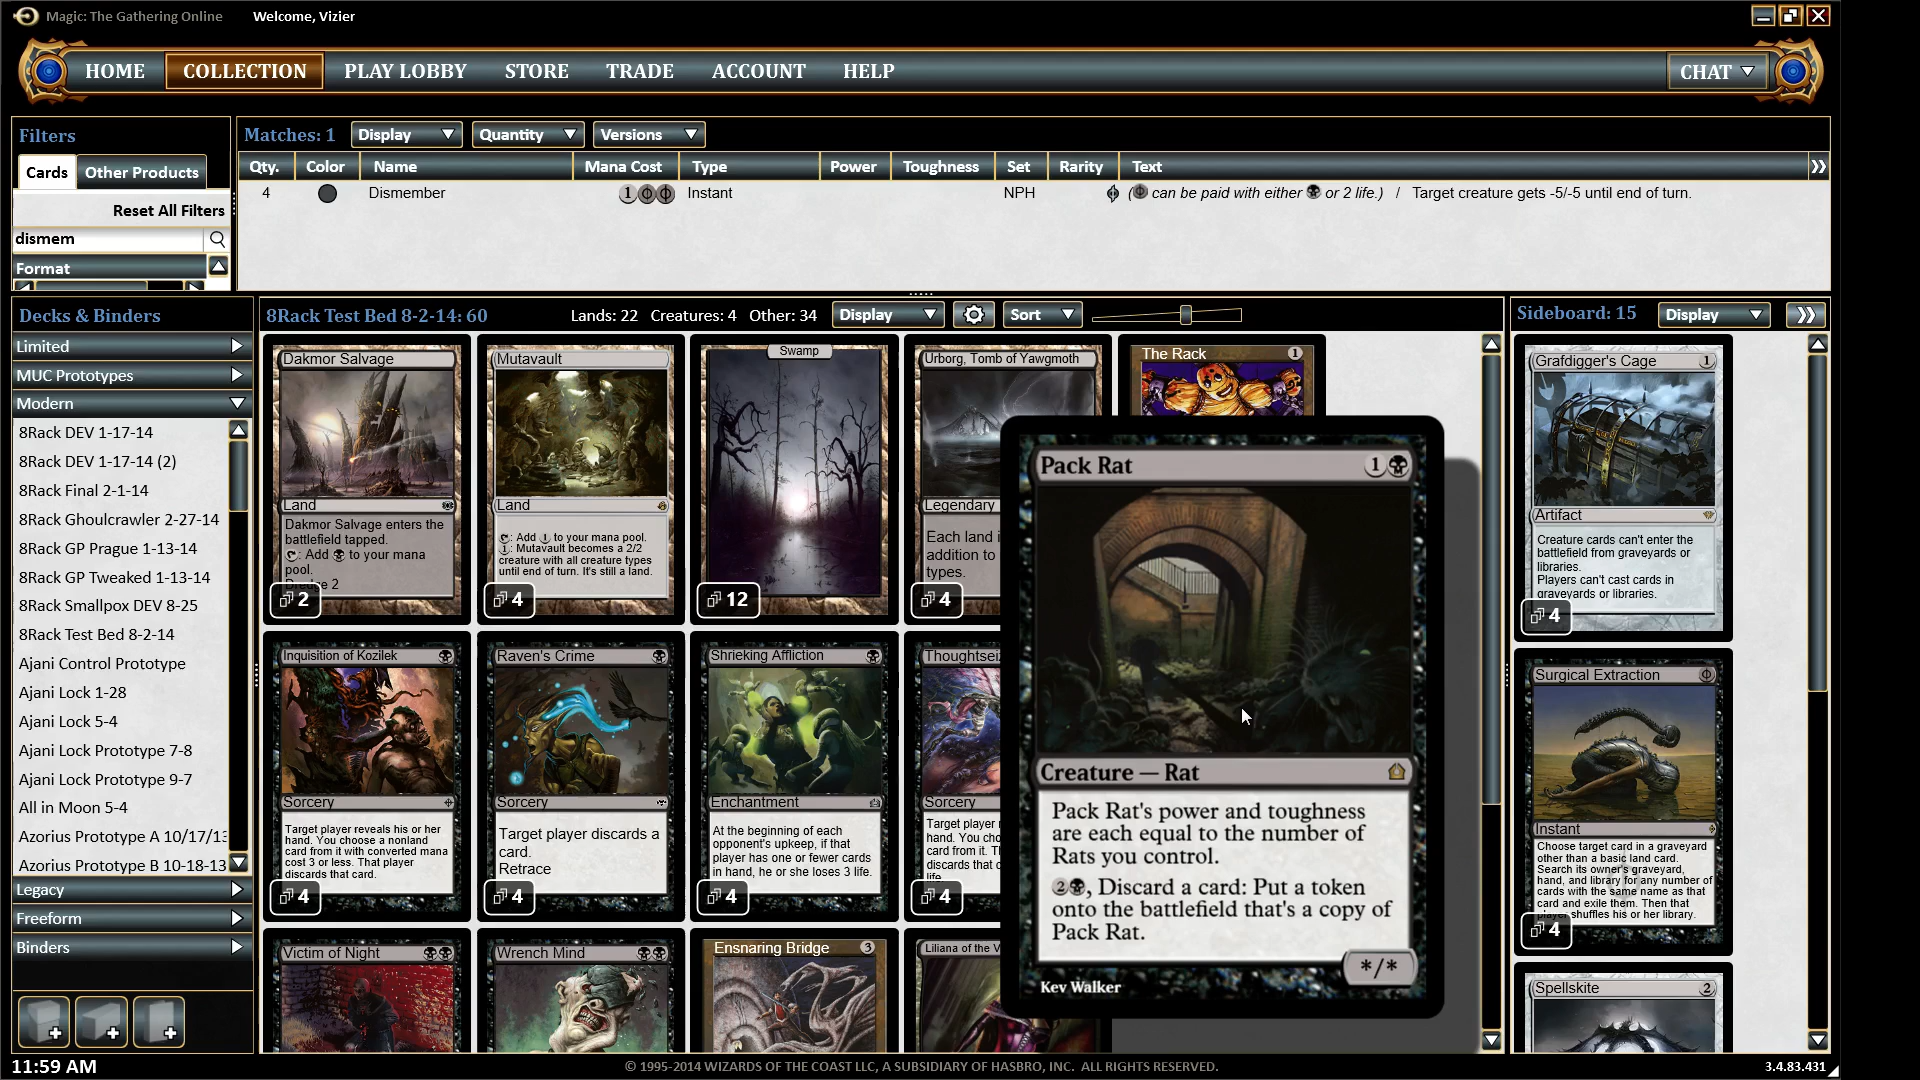 Magic: The Gathering Online
Welcome, Vizier
HOME COLLECTION PLAY LOBBY STORE TRADE ACCOUNT HELP CHAT
Filters
Cards Other Products
Reset All Filters
dismem
Format
Matches: 1 Display Quantity Versions
Qty. Color Name Mana Cost Type Power Toughness Set Rarity Text
4 Dismember 1 Instant NPH ( can be paid with either or 2 life.) / Target creature gets -5/-5 until end of turn.
Decks & Binders
Limited
MUC Prototypes
Modern
8Rack DEV 1-17-14
8Rack DEV 1-17-14 (2)
8Rack Final 2-1-14
8Rack Ghoulcrawler 2-27-14
8Rack GP Prague 1-13-14
8Rack GP Tweaked 1-13-14
8Rack Smallpox DEV 8-25
8Rack Test Bed 8-2-14
Ajani Control Prototype
Ajani Lock 1-28
Ajani Lock 5-4
Ajani Lock Prototype 7-8
Ajani Lock Prototype 9-7
All in Moon 5-4
Azorius Prototype A 10/17/13
Azorius Prototype B 10-18-13
Legacy
Freeform
Binders
11:59 AM
8Rack Test Bed 8-2-14: 60
Lands: 22 Creatures: 4 Other: 34 Display Sort
Dakmor Salvage
Land
Dakmor Salvage enters the
battlefield tapped.
: Add to your mana
pool.
Dredge 2
2
Mutavault
Land
: Add 1 to your mana pool.
1: Mutavault becomes a 2/2
creature with all creature types
until end of turn. It's still a land.
4
Swamp
12
Urborg, Tomb of Yawgmoth
Legendary
Each land i
addition to
types.
4
The Rack 1
Inquisition of Kozilek
Sorcery
Target player reveals his or her
hand. You choose a nonland
card from it with converted mana
cost 3 or less. That player
discards that card.
4
Raven's Crime
Sorcery
Target player discards a
card.
Retrace
4
Shrieking Affliction
Enchantment
At the beginning of each
opponent's upkeep, if that
player has one or fewer cards
in hand, he or she loses 3 life.
4
Thoughtseiz
Sorcery
Target player r
hand. You cho
card from it. Th
discards that c
life.
4
Victim of Night
Wrench Mind
Ensnaring Bridge 3
Liliana of the V
Pack Rat 1
Creature — Rat
Pack Rat's power and toughness
are each equal to the number of
Rats you control.
2, Discard a card: Put a token
onto the battlefield that's a copy of
Pack Rat.
*/*
Kev Walker
Sideboard: 15 Display
Grafdigger's Cage 1
Artifact
Creature cards can't enter the
battlefield from graveyards or
libraries.
Players can't cast cards in
graveyards or libraries.
4
Surgical Extraction
Instant
Choose target card in a graveyard
other than a basic land card.
Search its owner's graveyard,
hand, and library for any number of
cards with the same name as that
card and exile them. Then that
player shuffles his or her library.
4
Spellskite 2
© 1995-2014 WIZARDS OF THE COAST LLC, A SUBSIDIARY OF HASBRO, INC. ALL RIGHTS RESERVED.
3.4.83.431